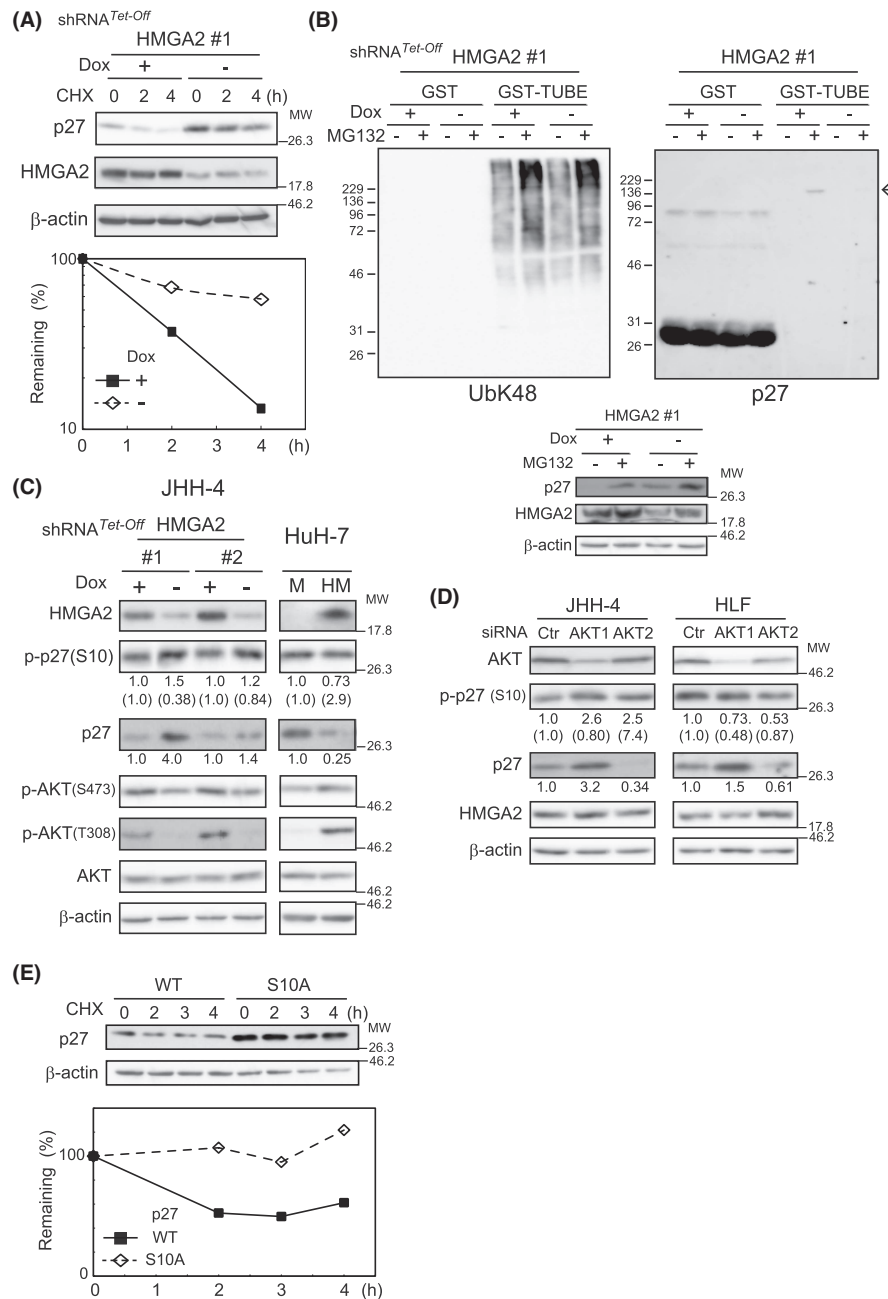 (A)
shRNA Tet-Off
HMGA2 #1
Dox + -
CHX 0 2 4 0 2 4 (h)
MW
p27
26.3
HMGA2
17.8
46.2
β-actin
100
Remaining (%)
Dox
+
-
10
0 1 2 3 4 (h)
(B)
shRNA Tet-Off
HMGA2 #1
GST GST-TUBE
Dox + - + -
MG132 - + - + - + - +
229
136
96
72
46
31
26
UbK48
HMGA2 #1
GST GST-TUBE
+ - + -
- + - + - + - +
229
136
96
72
46
31
26
p27
HMGA2 #1
Dox + -
MG132 - + - +
MW
p27
26.3
HMGA2
17.8
46.2
β-actin
(C)
JHH-4
shRNA Tet-Off HMGA2
#1 #2
HuH-7
Dox + - + - M HM
MW
HMGA2
17.8
p-p27(S10)
26.3
1.0 1.5 1.0 1.2 1.0 0.73
(1.0) (0.38) (1.0) (0.84) (1.0) (2.9)
p27
26.3
1.0 4.0 1.0 1.4 1.0 0.25
p-AKT(S473)
46.2
p-AKT(T308)
46.2
AKT
46.2
46.2
β-actin
(D)
JHH-4 HLF
siRNA Ctr AKT1 AKT2 Ctr AKT1 AKT2
MW
AKT
46.2
p-p27 (S10)
26.3
1.0 2.6 2.5 1.0 0.73. 0.53
(1.0) (0.80) (7.4) (1.0) (0.48) (0.87)
p27
26.3
1.0 3.2 0.34 1.0 1.5 0.61
HMGA2
17.8
46.2
β-actin
(E)
WT S10A
CHX 0 2 3 4 0 2 3 4 (h)
MW
p27
26.3
46.2
β-actin
100
Remaining (%)
p27
WT
S10A
0 1 2 3 4 (h)